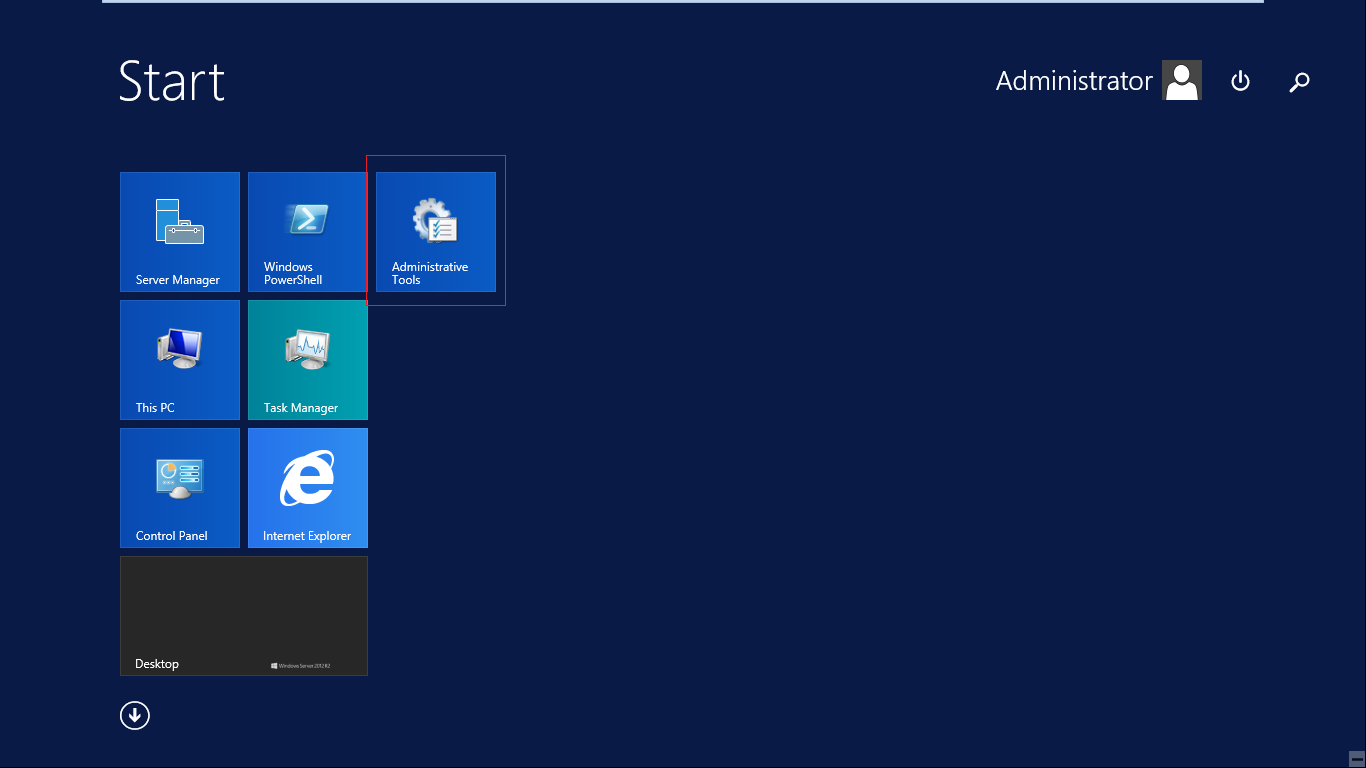 Start
Administrator
Server Manager
Windows
PowerShell
Administrative
Tools
This PC
Task Manager
Control Panel
Internet Explorer
Desktop
Windows Server 2012 R2